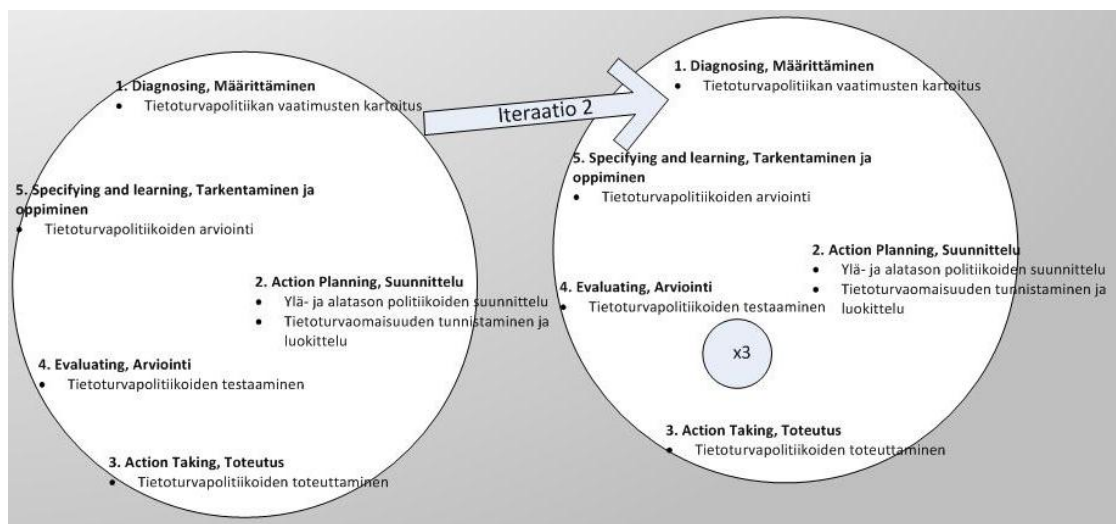 1. Diagnosing, Määrittäminen
• Tietoturvapolitiikan vaatimusten kartoitus
5. Specifying and learning, Tarkentaminen ja
oppiminen
• Tietoturvapolitiikoiden arviointi
2. Action Planning, Suunnittelu
• Ylä- ja alatason politiikoiden suunnittelu
• Tietoturvaomaisuuden tunnistaminen ja
luokittelu
4. Evaluating, Arviointi
• Tietoturvapolitiikoiden testaaminen
3. Action Taking, Toteutus
• Tietoturvapolitiikoiden toteuttaminen
Iteraatio 2
1. Diagnosing, Määrittäminen
• Tietoturvapolitiikan vaatimusten kartoitus
5. Specifying and learning, Tarkentaminen ja
oppiminen
• Tietoturvapolitiikoiden arviointi
2. Action Planning, Suunnittelu
• Ylä- ja alatason politiikoiden suunnittelu
• Tietoturvaomaisuuden tunnistaminen ja
luokittelu
4. Evaluating, Arviointi
• Tietoturvapolitiikoiden testaaminen
x3
3. Action Taking, Toteutus
• Tietoturvapolitiikoiden toteuttaminen